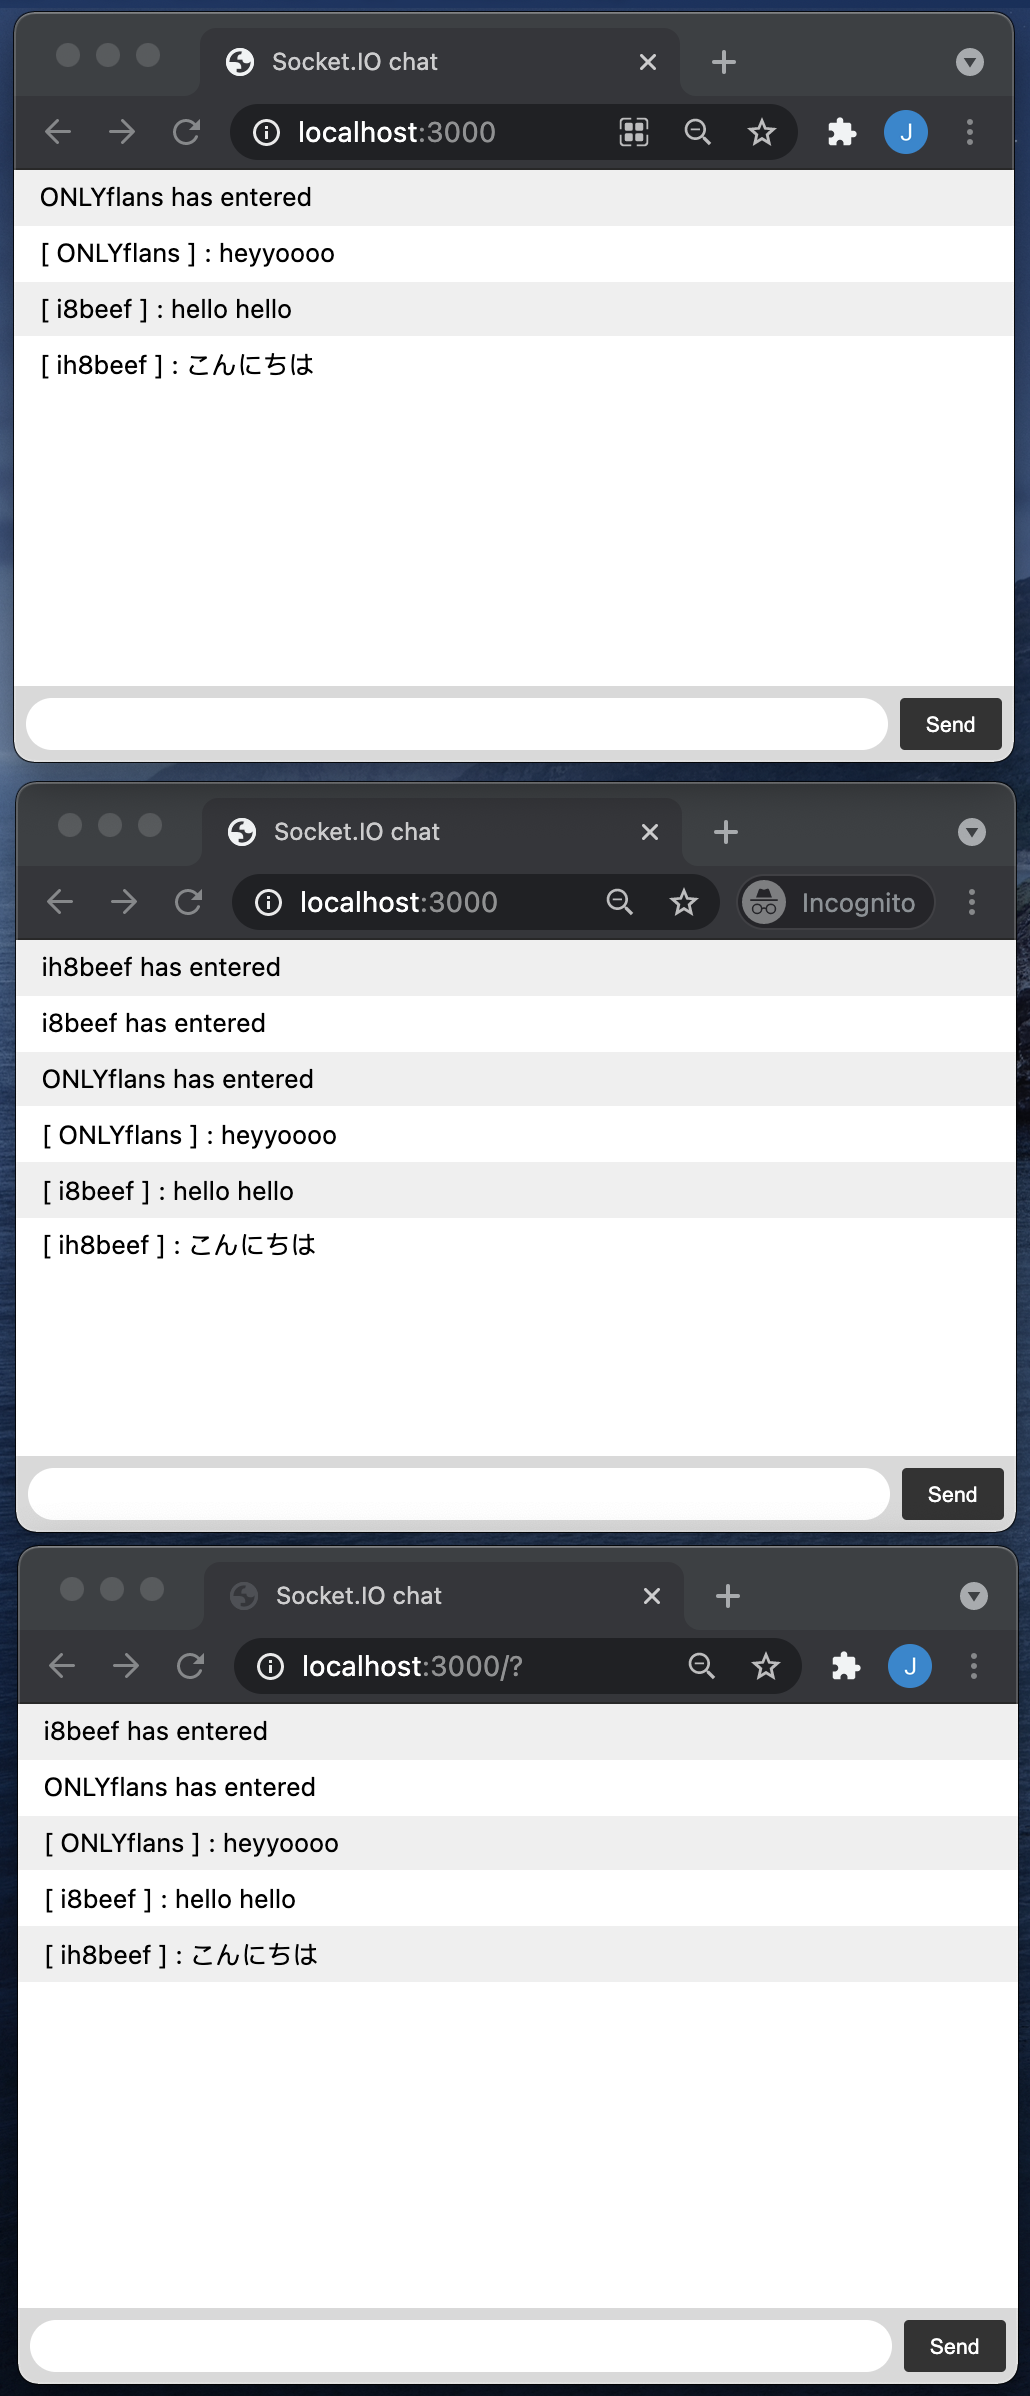 Socket.IO chat
localhost:3000
J
ONLYflans has entered
[ ONLYflans ] : heyyoooo
[ i8beef ] : hello hello
[ ih8beef ] : こんにちは
Send
Socket.IO chat
localhost:3000
Incognito
ih8beef has entered
i8beef has entered
ONLYflans has entered
[ ONLYflans ] : heyyoooo
[ i8beef ] : hello hello
[ ih8beef ] : こんにちは
Send
Socket.IO chat
localhost:3000/?
J
i8beef has entered
ONLYflans has entered
[ ONLYflans ] : heyyoooo
[ i8beef ] : hello hello
[ ih8beef ] : こんにちは
Send